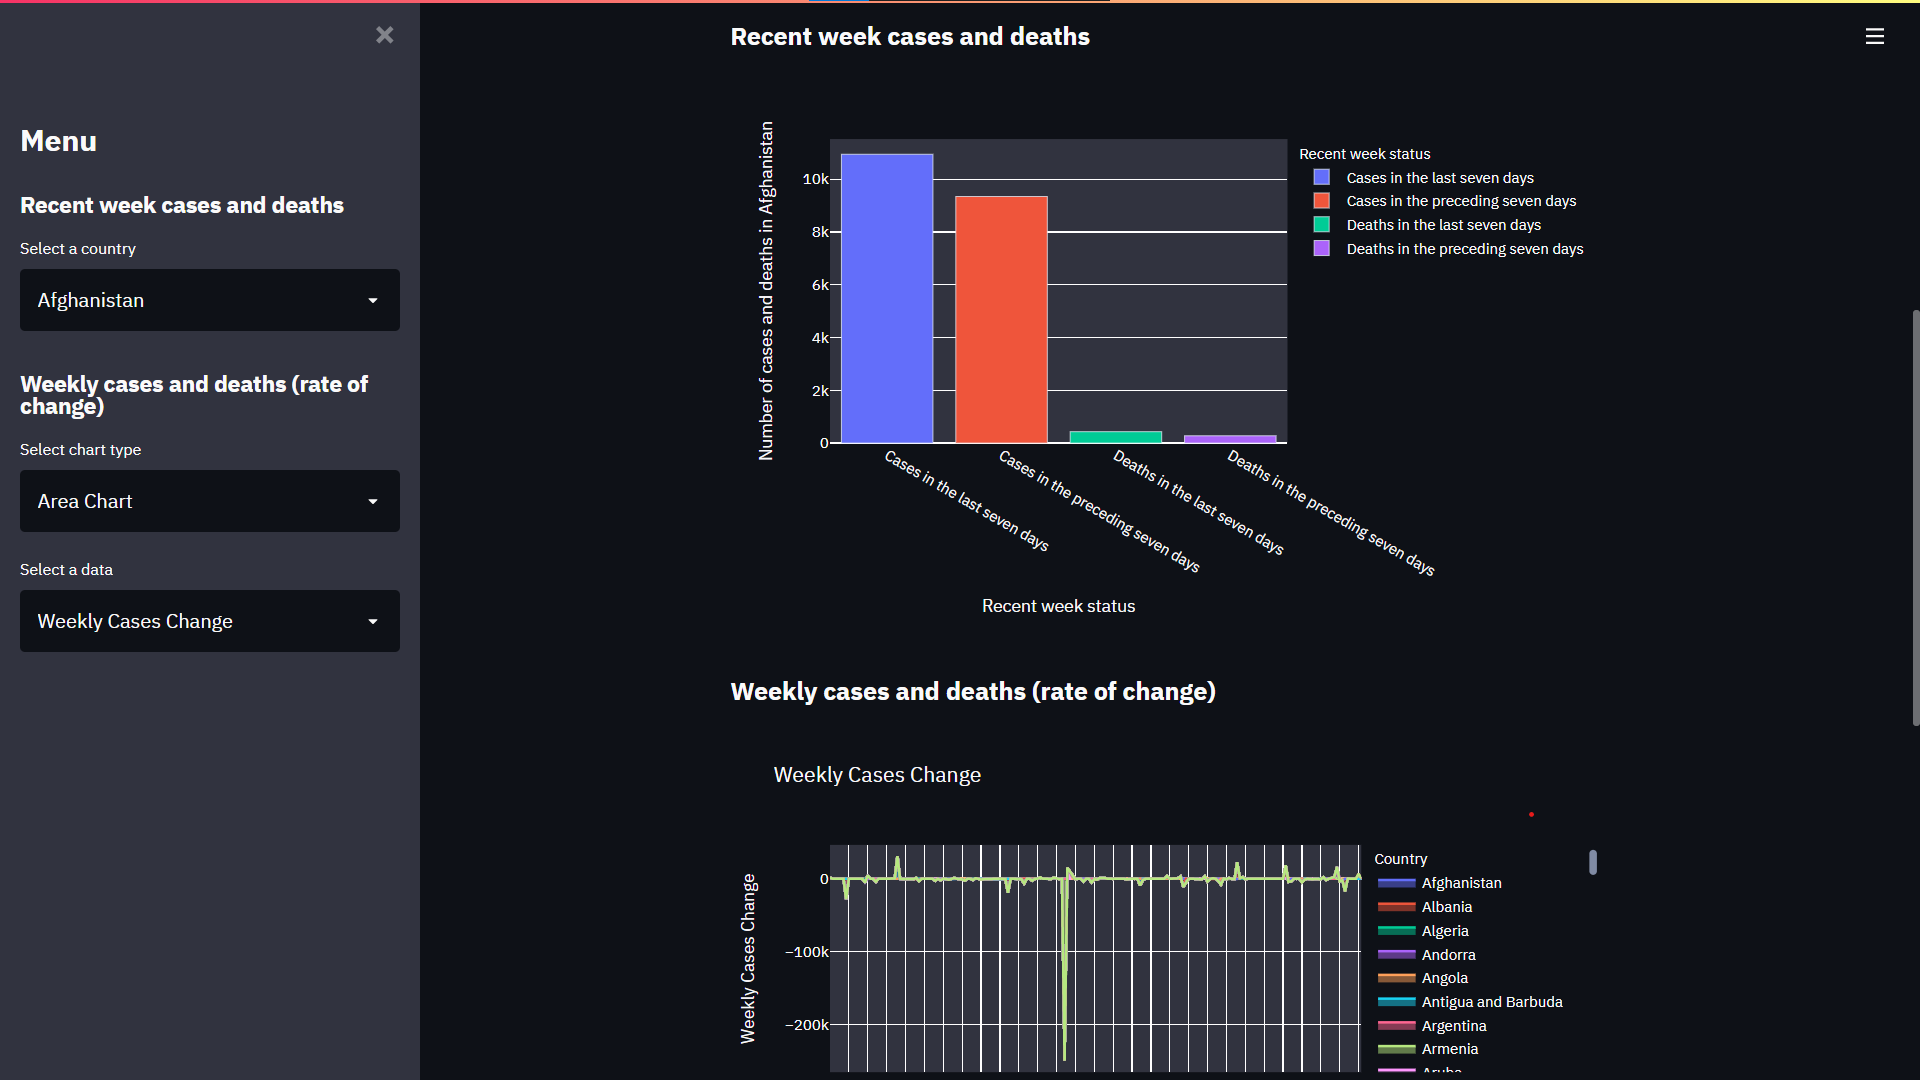 Menu
Recent week cases and deaths
Select a country
Afghanistan
Weekly cases and deaths (rate of
change)
Select chart type
Area Chart
Select a data
Weekly Cases Change
Recent week cases and deaths
Number of cases and deaths in Afghanistan
10k
8k
6k
4k
2k
0
Cases in the last seven days
Cases in the preceding seven days
Deaths in the last seven days
Deaths in the preceding seven days
Recent week status
Recent week status
Cases in the last seven days
Cases in the preceding seven days
Deaths in the last seven days
Deaths in the preceding seven days
Weekly cases and deaths (rate of change)
Weekly Cases Change
Weekly Cases Change
0
−100k
−200k
Country
Afghanistan
Albania
Algeria
Andorra
Angola
Antigua and Barbuda
Argentina
Armenia